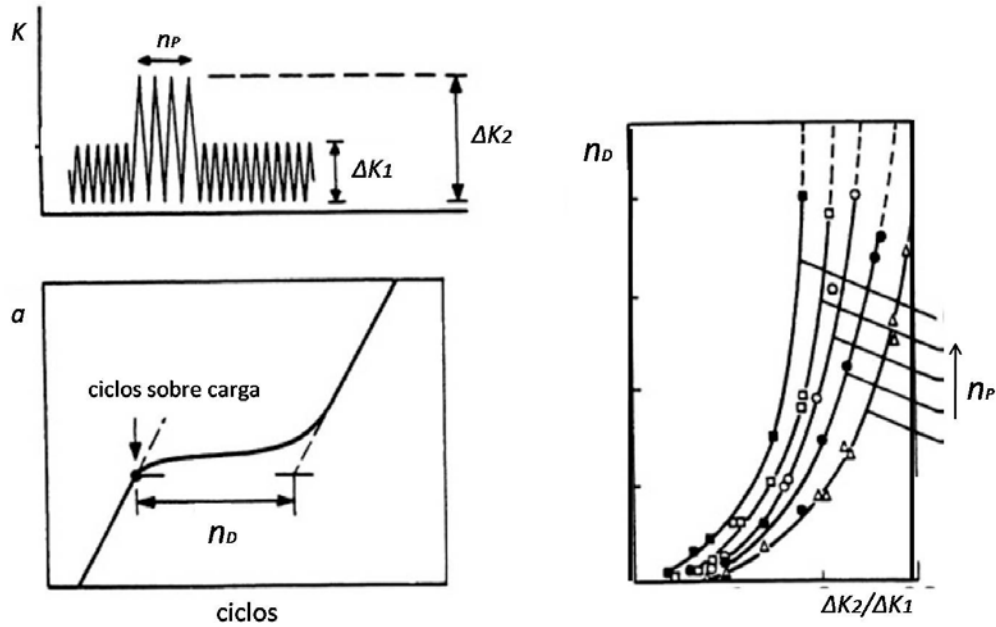 K
nP
ΔK2
ΔK1
a
ciclos sobre carga
nD
ciclos
nD
nP
ΔK2/ΔK1